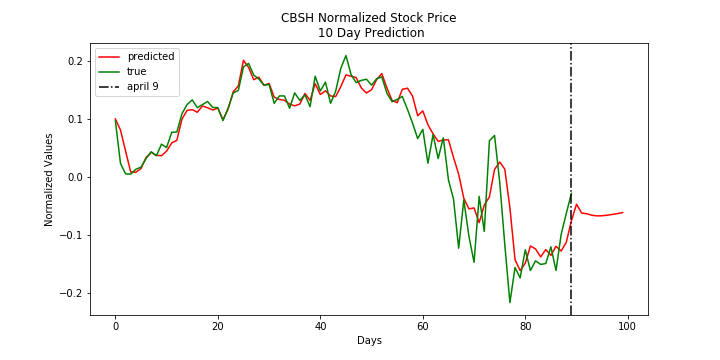 CBSH Normalized Stock Price
10 Day Prediction
predicted
true
april 9
Normalized Values
0.2
0.1
0.0
−0.1
−0.2
0
20
40
60
80
100
Days